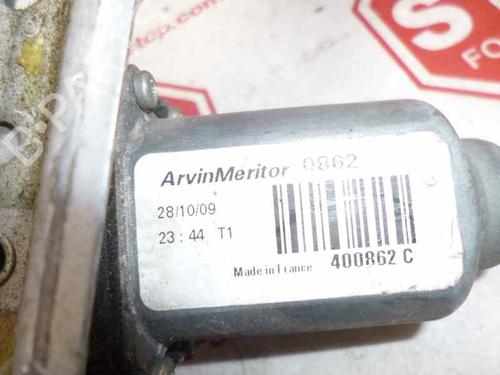 ArvinMeritor 0862
28/10/09
23:44 T1
Made in France 400862 C